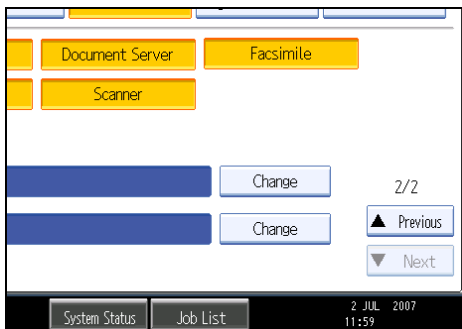 Document Server Facsimile
Scanner
Change 2/2
▲ Previous
Change
▼ Next
System Status Job List 2 JUL 2007
11:59